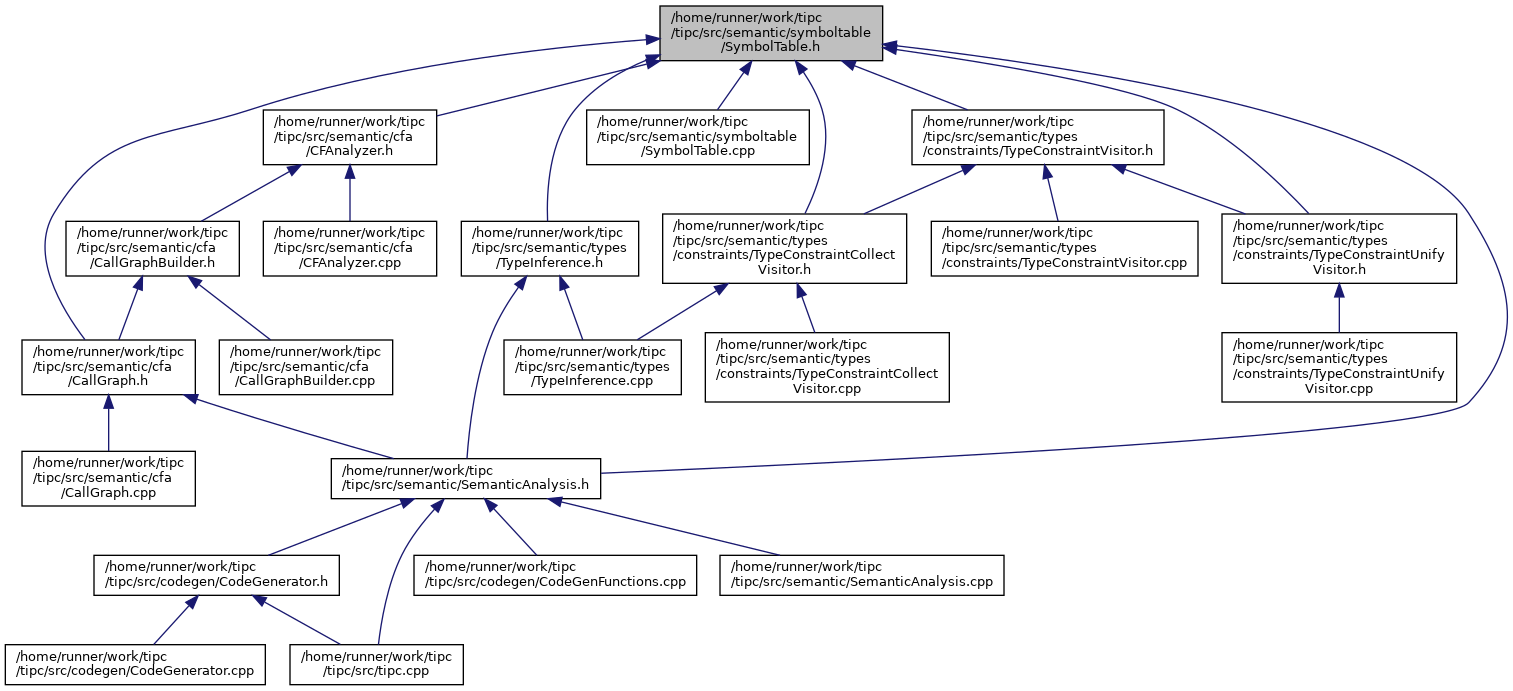 /home/runner/work/tipc
/tipc/src/semantic/symboltable
/SymbolTable.h
/home/runner/work/tipc
/tipc/src/semantic/cfa
/CFAnalyzer.h
/home/runner/work/tipc
/tipc/src/semantic/symboltable
/SymbolTable.cpp
/home/runner/work/tipc
/tipc/src/semantic/types
/constraints/TypeConstraintVisitor.h
/home/runner/work/tipc
/tipc/src/semantic/cfa
/CallGraphBuilder.h
/home/runner/work/tipc
/tipc/src/semantic/cfa
/CFAnalyzer.cpp
/home/runner/work/tipc
/tipc/src/semantic/types
/TypeInference.h
/home/runner/work/tipc
/tipc/src/semantic/types
/constraints/TypeConstraintCollect
Visitor.h
/home/runner/work/tipc
/tipc/src/semantic/types
/constraints/TypeConstraintVisitor.cpp
/home/runner/work/tipc
/tipc/src/semantic/types
/constraints/TypeConstraintUnify
Visitor.h
/home/runner/work/tipc
/tipc/src/semantic/cfa
/CallGraph.h
/home/runner/work/tipc
/tipc/src/semantic/cfa
/CallGraphBuilder.cpp
/home/runner/work/tipc
/tipc/src/semantic/types
/TypeInference.cpp
/home/runner/work/tipc
/tipc/src/semantic/types
/constraints/TypeConstraintCollect
Visitor.cpp
/home/runner/work/tipc
/tipc/src/semantic/types
/constraints/TypeConstraintUnify
Visitor.cpp
/home/runner/work/tipc
/tipc/src/semantic/cfa
/CallGraph.cpp
/home/runner/work/tipc
/tipc/src/semantic/SemanticAnalysis.h
/home/runner/work/tipc
/tipc/src/codegen/CodeGenerator.h
/home/runner/work/tipc
/tipc/src/codegen/CodeGenFunctions.cpp
/home/runner/work/tipc
/tipc/src/semantic/SemanticAnalysis.cpp
/home/runner/work/tipc
/tipc/src/codegen/CodeGenerator.cpp
/home/runner/work/tipc
/tipc/src/tipc.cpp